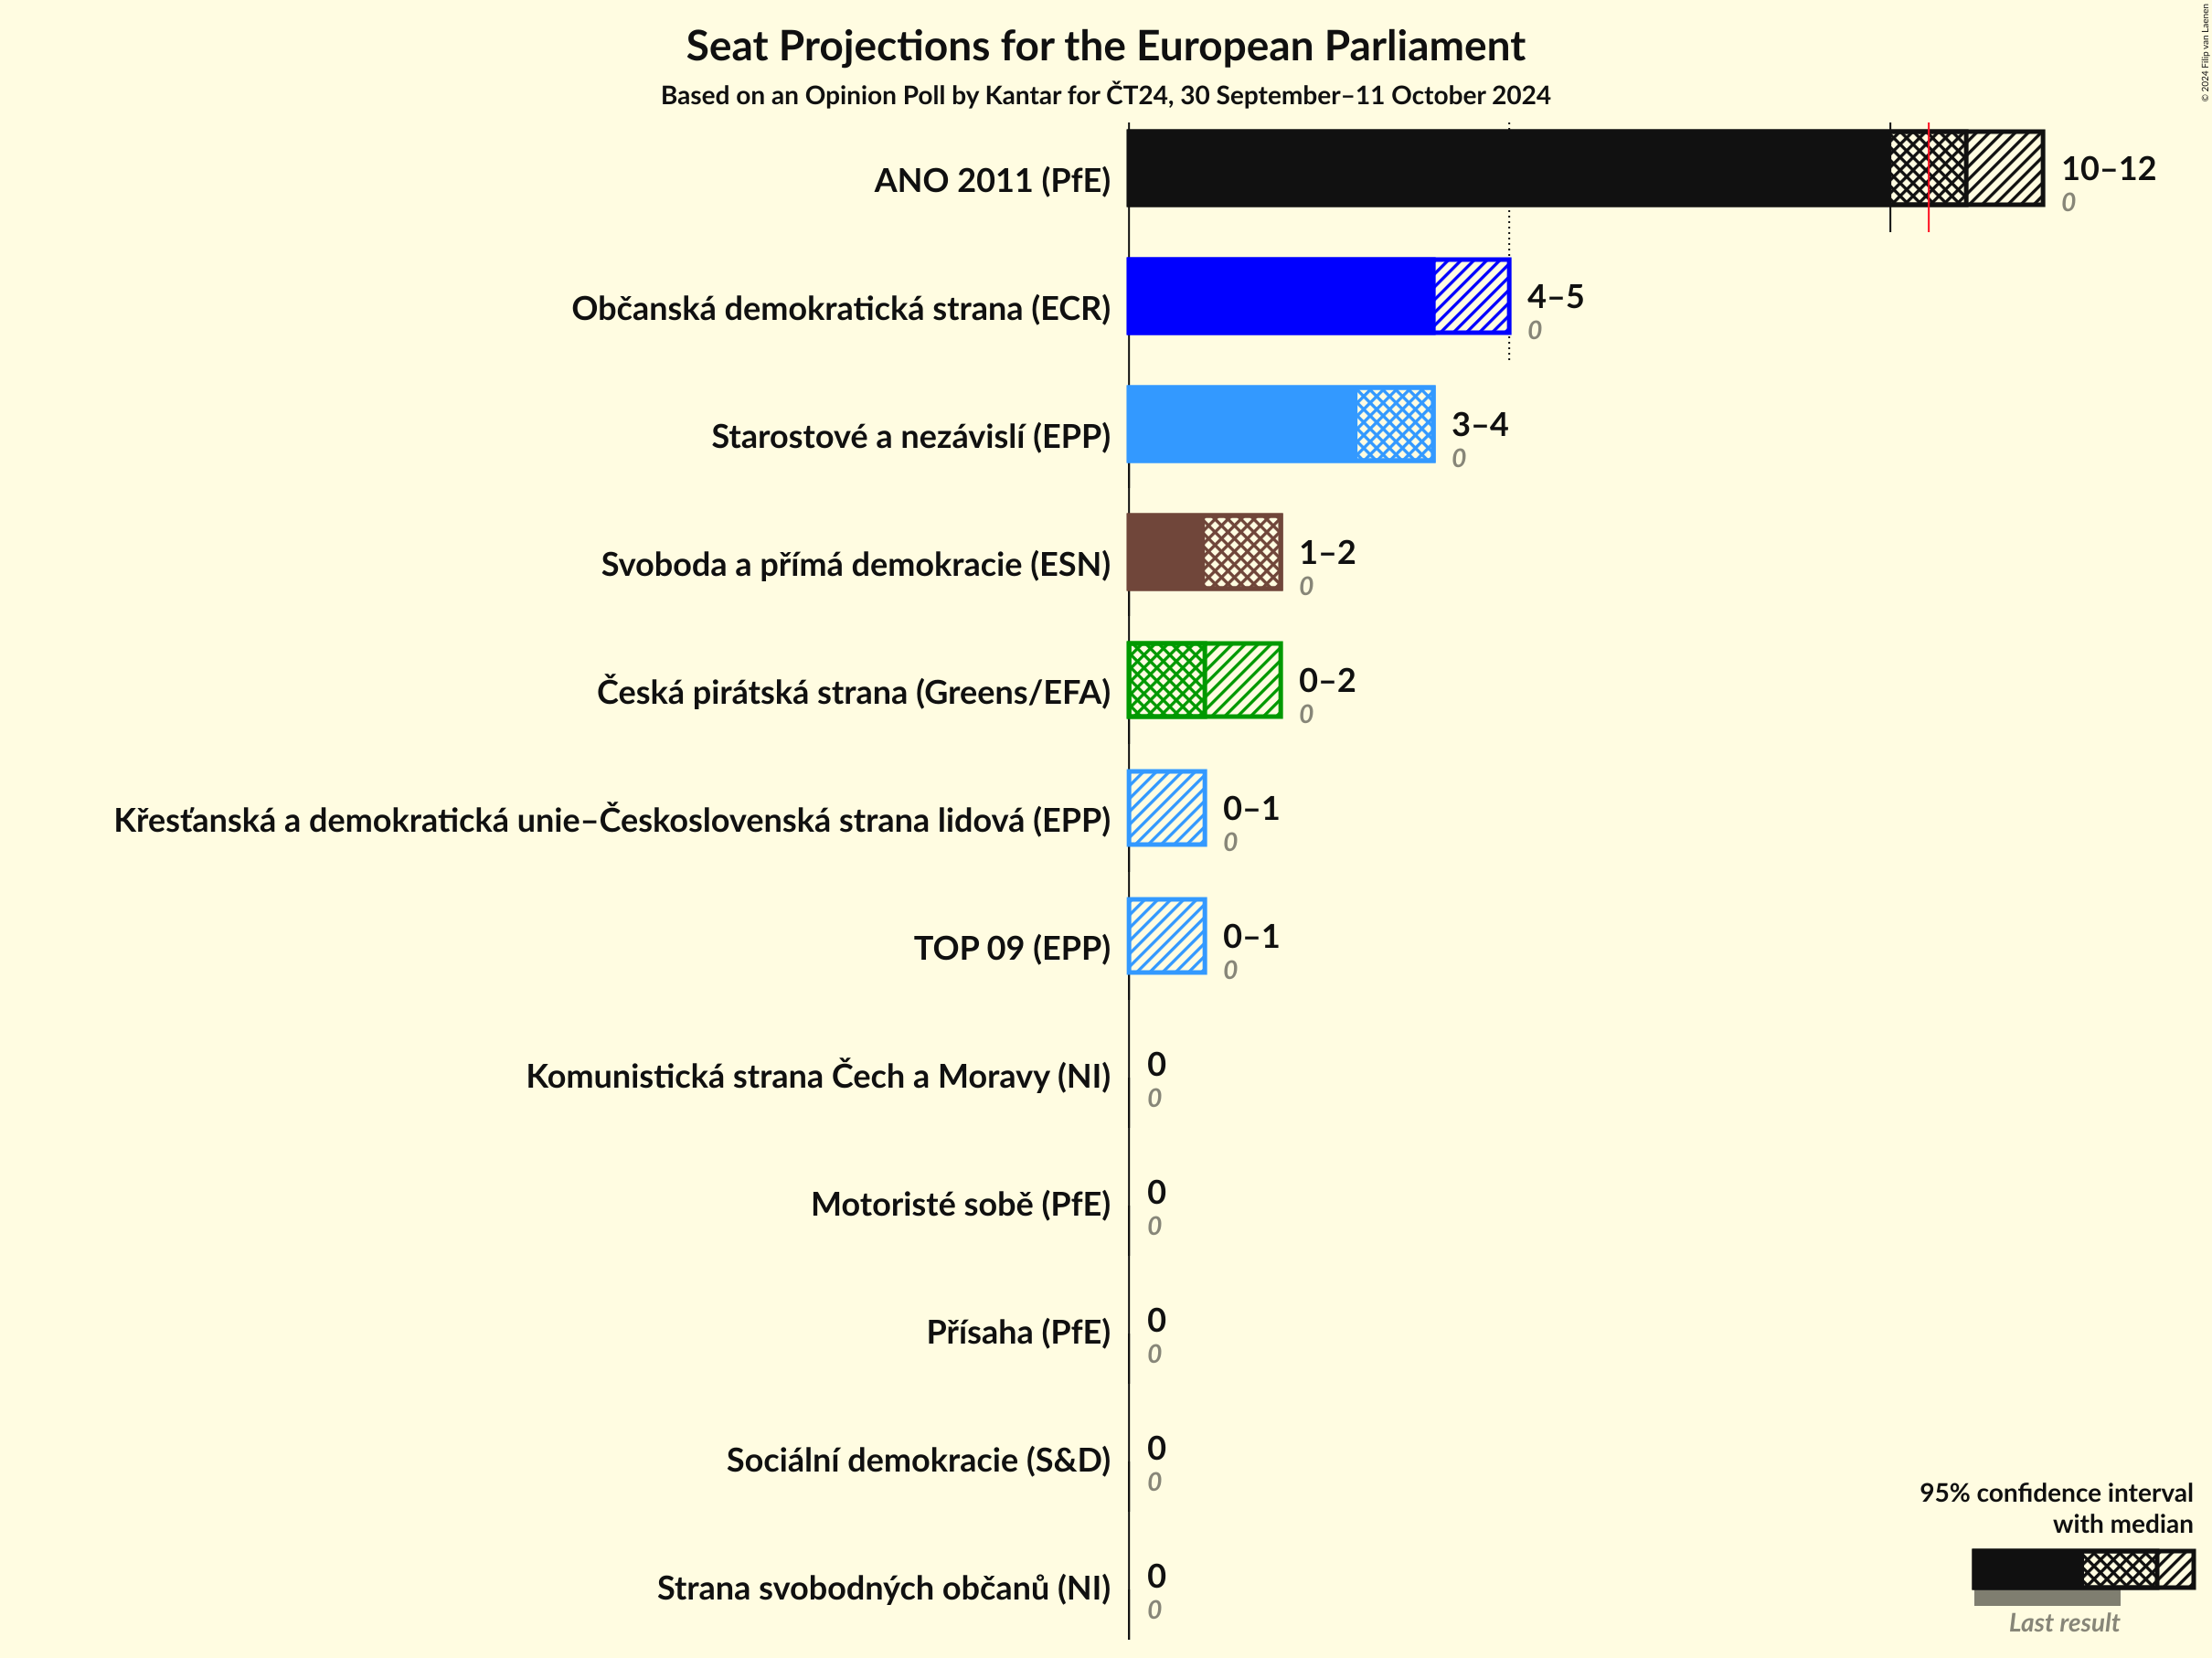 Seat Projections for the European Parliament
Based on an Opinion Poll by Kantar for ČT24, 30 September–11 October 2024
© 2024 Filip van Laenen
ANO 2011 (PfE)
10–12
0
Občanská demokratická strana (ECR)
4–5
0
Starostové a nezávislí (EPP)
3–4
0
Svoboda a přímá demokracie (ESN)
1–2
0
Česká pirátská strana (Greens/EFA)
0–2
0
Křesťanská a demokratická unie–Československá strana lidová (EPP)
0–1
0
TOP 09 (EPP)
0–1
0
Komunistická strana Čech a Moravy (NI)
0
0
Motoristé sobě (PfE)
0
0
Přísaha (PfE)
0
0
Sociální demokracie (S&D)
0
0
Strana svobodných občanů (NI)
0
0
95% confidence interval
with median
Last result